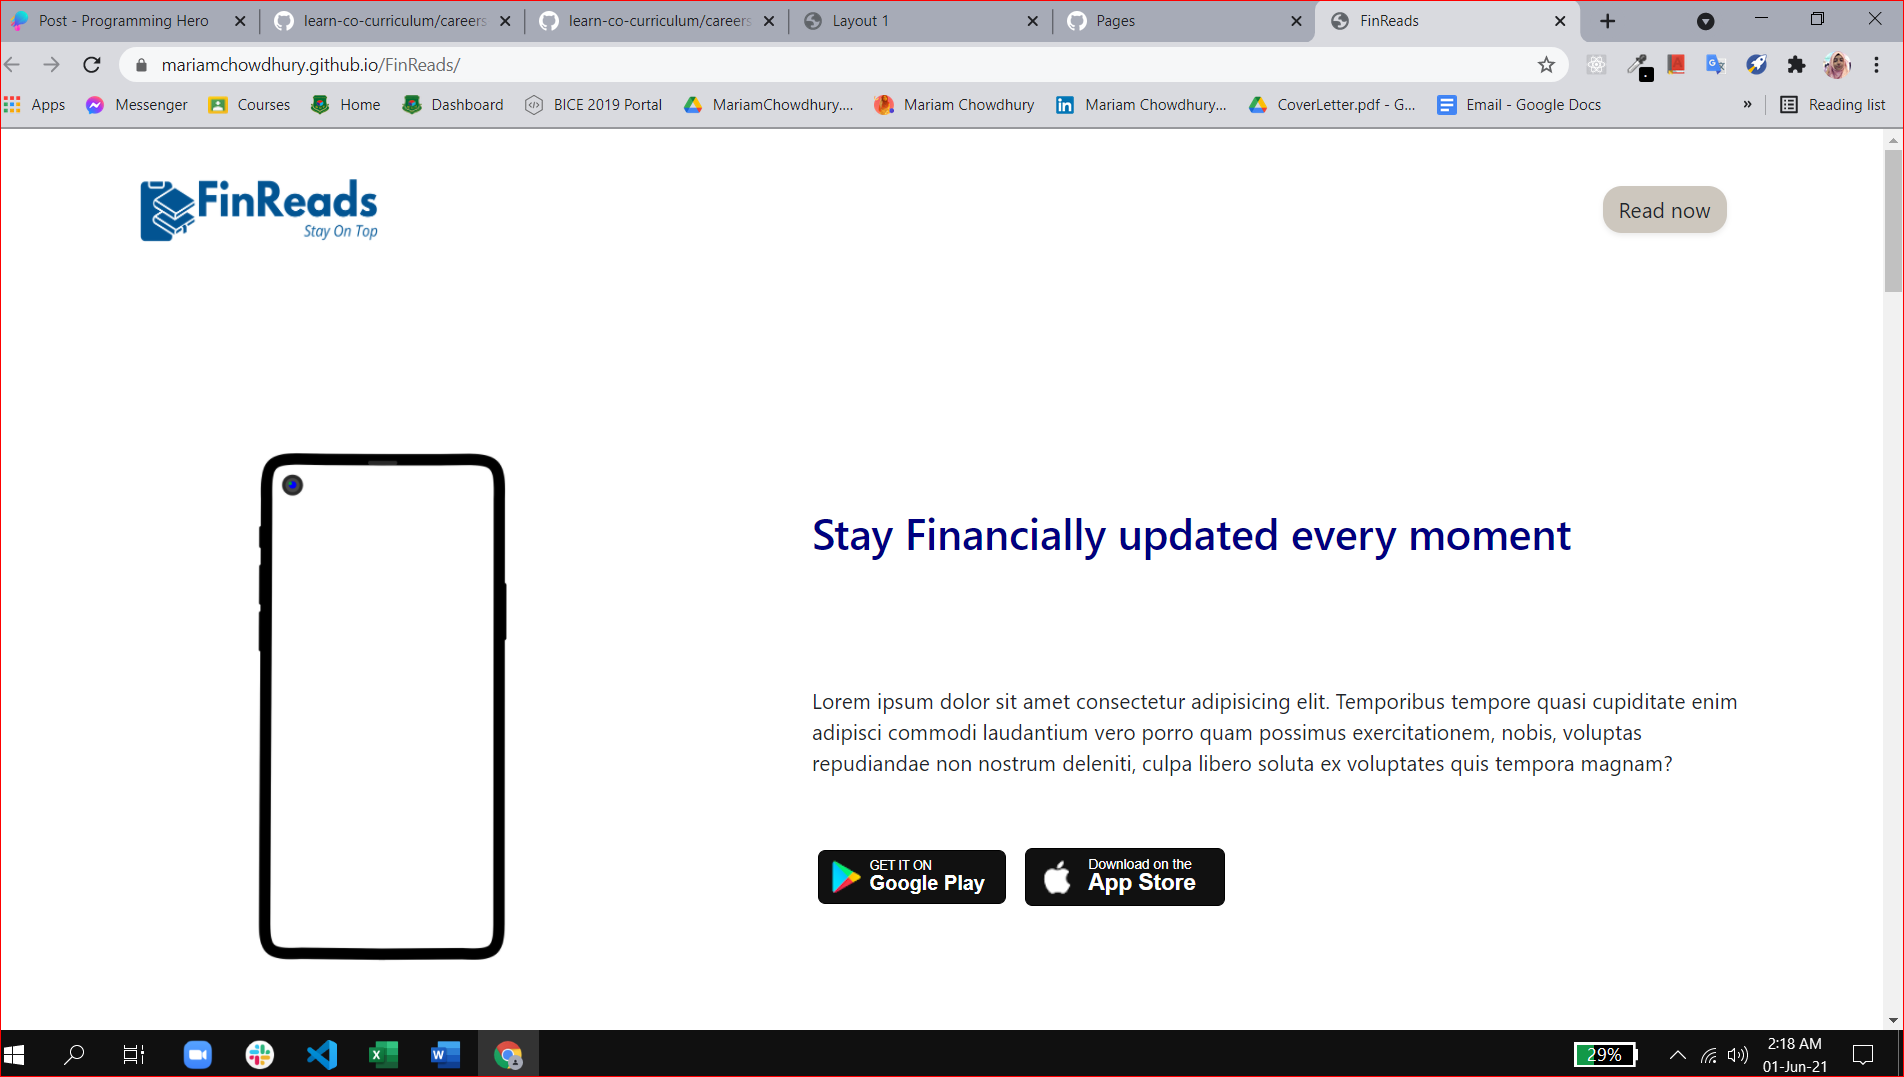 Post - Programming Hero
learn-co-curriculum/careers
learn-co-curriculum/careers
Layout 1
Pages
FinReads
mariamchowdhury.github.io/FinReads/
Apps
Messenger
Courses
Home
Dashboard
BICE 2019 Portal
MariamChowdhury....
Mariam Chowdhury
Mariam Chowdhury...
CoverLetter.pdf - G...
Email - Google Docs
»
Reading list
FinReads
Stay On Top
Read now
Stay Financially updated every moment
Lorem ipsum dolor sit amet consectetur adipisicing elit. Temporibus tempore quasi cupiditate enim
adipisci commodi laudantium vero porro quam possimus exercitationem, nobis, voluptas
repudiandae non nostrum deleniti, culpa libero soluta ex voluptates quis tempora magnam?
GET IT ON
Google Play
Download on the
App Store
29%
2:18 AM
01-Jun-21